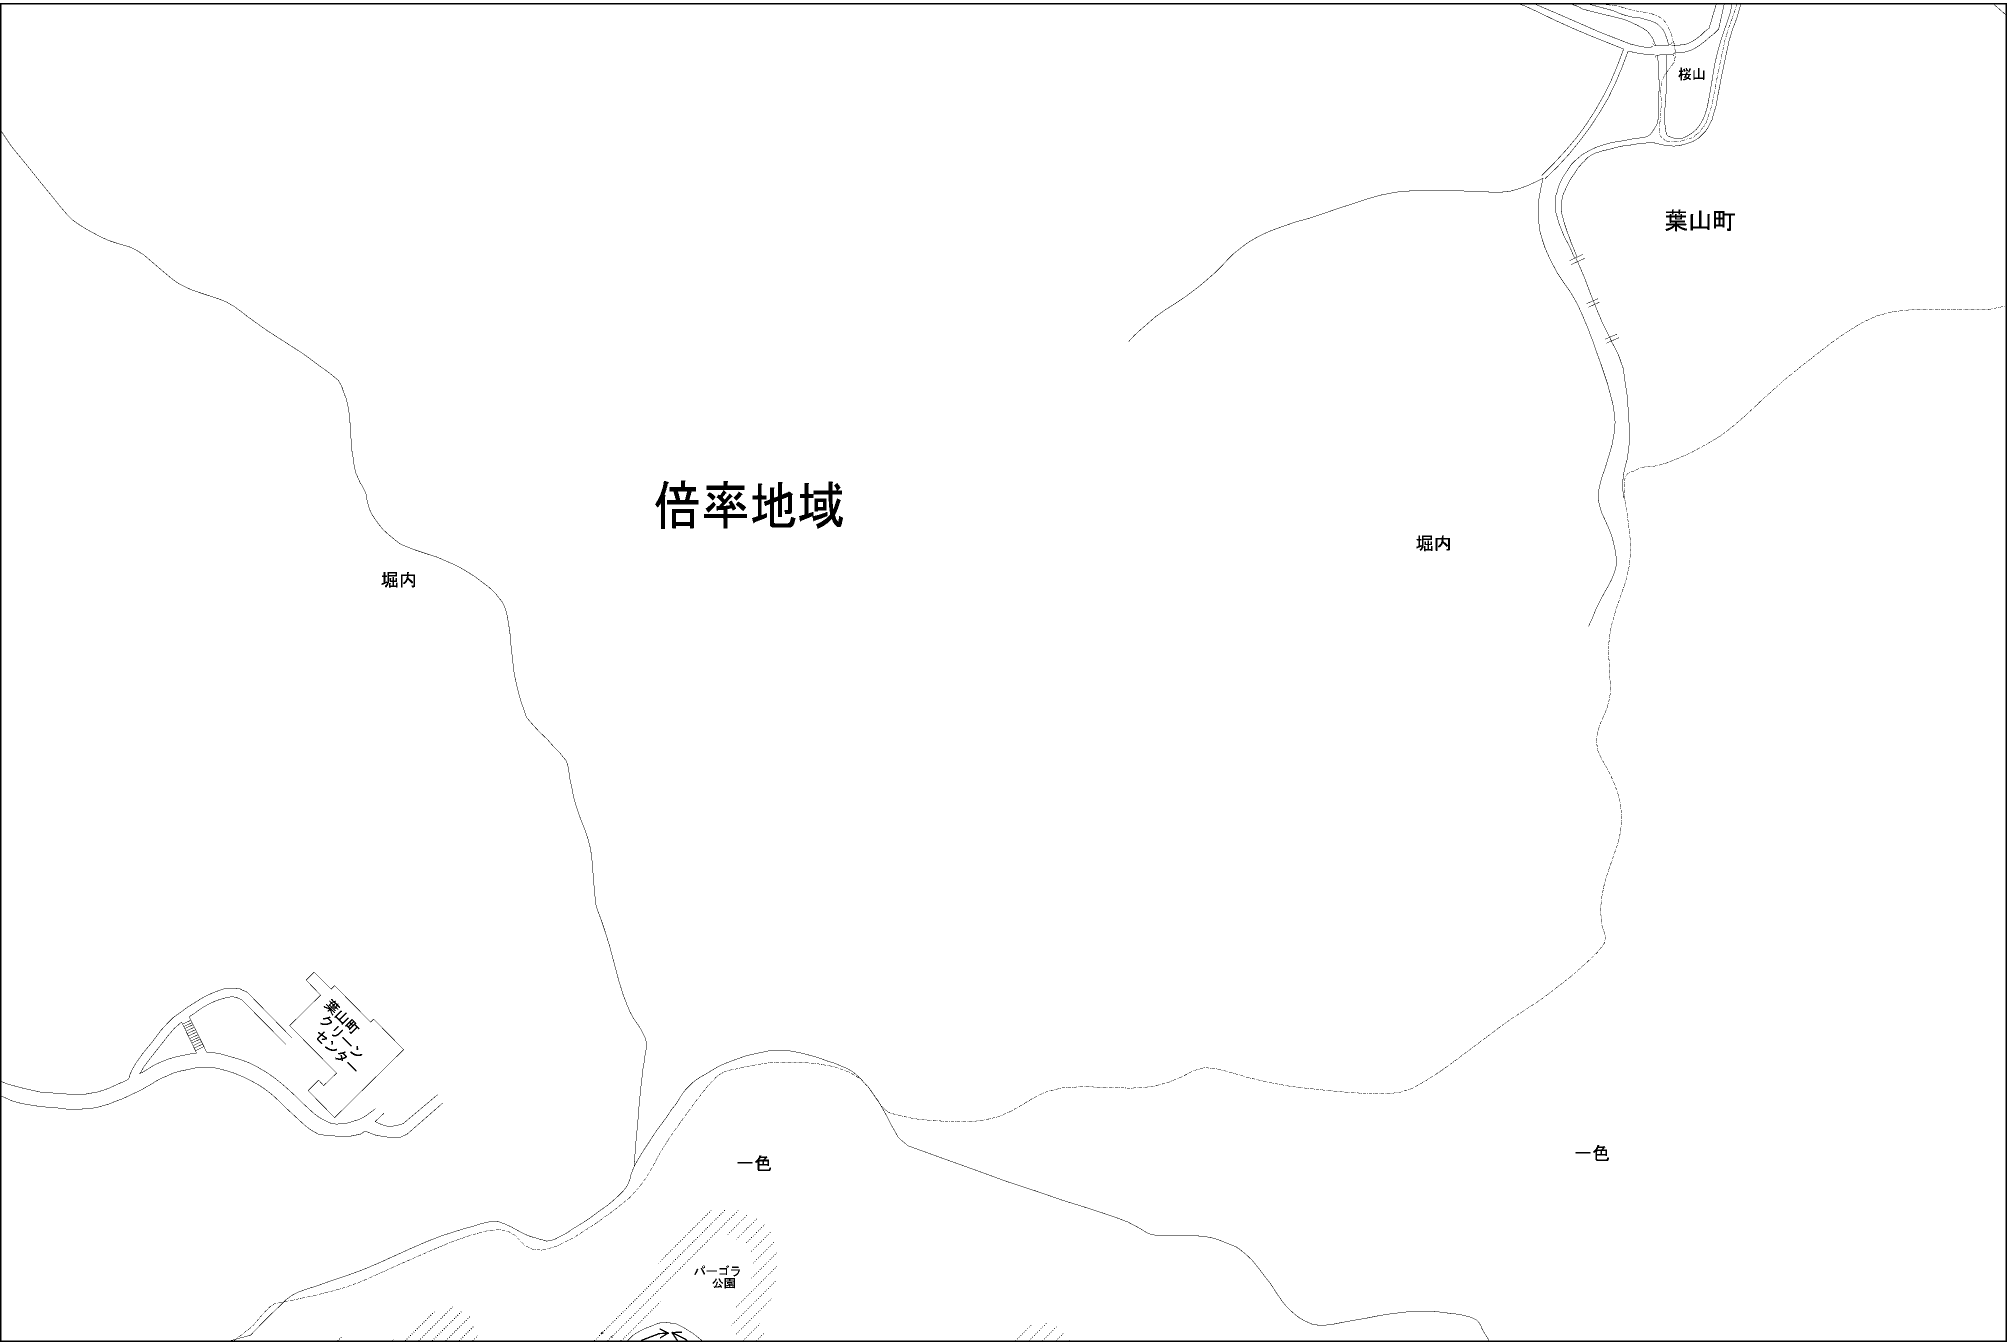 桜山
葉山町
倍率地域
堀内
堀内
葉山町
クリーン
センター
一色
一色
パーゴラ
公園